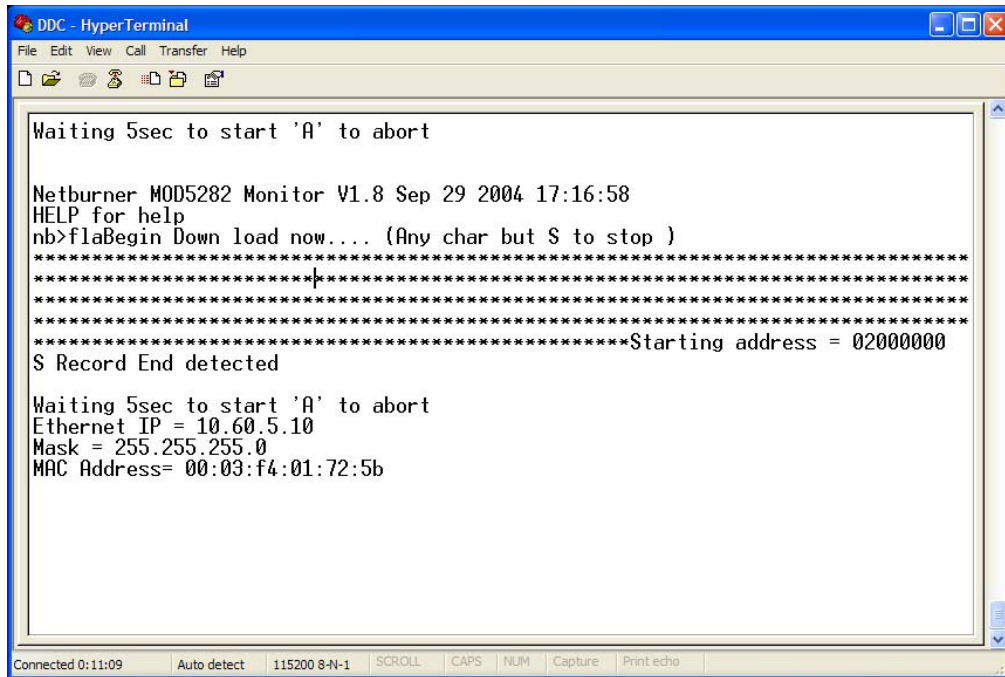 DDC - HyperTerminal
File Edit View Call Transfer Help
Waiting 5sec to start 'A' to abort
Netburner MOD5282 Monitor V1.8 Sep 29 2004 17:16:58
HELP for help
nb>flaBegin Down load now.... (Any char but S to stop )
******************************************************************************
******************************************************************************
******************************************************************************
******************************************************************************
**************************************************Starting address = 02000000
S Record End detected
Waiting 5sec to start 'A' to abort
Ethernet IP = 10.60.5.10
Mask = 255.255.255.0
MAC Address= 00:03:f4:01:72:5b
Connected 0:11:09 Auto detect 115200 8-N-1 SCROLL CAPS NUM Capture Print echo